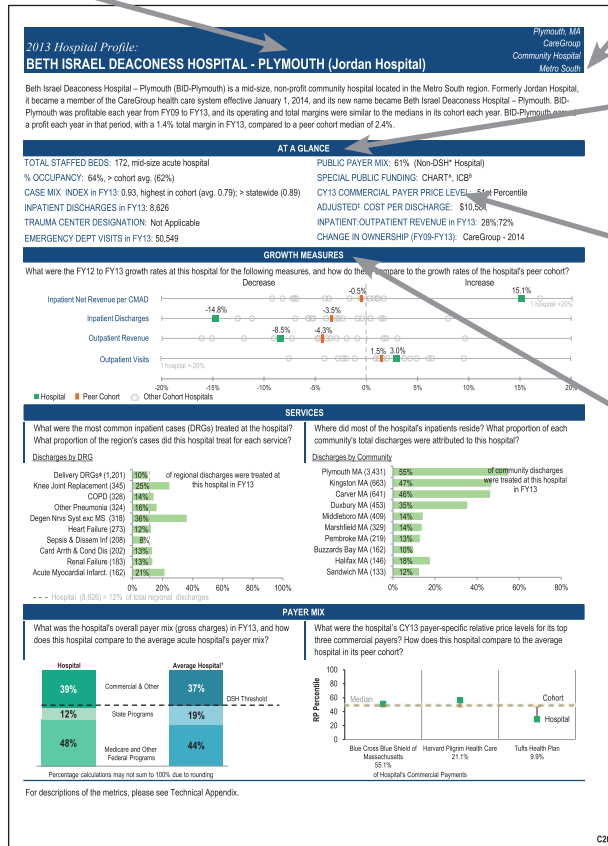 Plymouth, MA
CareGroup
Community Hospital
Metro South
2013 Hospital Profile:
BETH ISRAEL DEACONESS HOSPITAL - PLYMOUTH (Jordan Hospital)
Beth Israel Deaconess Hospital – Plymouth (BID-Plymouth) is a mid-size, non-profit community hospital located in the Metro South region. Formerly Jordan Hospital,
it became a member of the CareGroup health care system effective January 1, 2014, and its new name became Beth Israel Deaconess Hospital – Plymouth. BID-
Plymouth was profitable each year from FY09 to FY13, and its operating and total margins were similar to the medians in its cohort each year. BID-Plymouth
a profit each year in that period, with a 1.4% total margin in FY13, compared to a peer cohort median of 2.4%.
AT A GLANCE
TOTAL STAFFED BEDS: 172, mid-size acute hospital
% OCCUPANCY: 64%, > cohort avg. (62%)
CASE MIX INDEX in FY13: 0.93, highest in cohort (avg. 0.79); > statewide (0.89)
INPATIENT DISCHARGES in FY13: 8,626
TRAUMA CENTER DESIGNATION: Not Applicable
EMERGENCY DEPT VISITS in FY13: 50,549
PUBLIC PAYER MIX: 61% (Non-DSH* Hospital)
SPECIAL PUBLIC FUNDING: CHART^, ICBº
CY13 COMMERCIAL PAYER PRICE LEVEL: 51st Percentile
ADJUSTED‡ COST PER DISCHARGE:
INPATIENT:OUTPATIENT REVENUE in FY13: 28%:72%
CHANGE IN OWNERSHIP (FY09-FY13): CareGroup - 2014
GROWTH MEASURES
What were the FY12 to FY13 growth rates at this hospital for the following measures, and how do these compare to the growth rates of the hospital's peer cohort?
Decrease Increase
Inpatient Net Revenue per CMAD -0.5% 15.1%
1 hospital >20%
Inpatient Discharges -14.8% -3.5%
Outpatient Revenue -8.5% -4.3%
Outpatient Visits 1.5% 3.0%
1 hospital <-20%
-20% -15% -10% -5% 0% 5% 10% 15% 20%
Hospital Peer Cohort Other Cohort Hospitals
SERVICES
What were the most common inpatient cases (DRGs) treated at the hospital?
What proportion of the region's cases did this hospital treat for each service?
Discharges by DRG
Delivery DRGs (1,201) 10%
Knee Joint Replacement (345) 25%
COPD (328) 14%
Other Pneumonia (324) 16%
Degen Nrvs Syst exc MS (318) 36%
Heart Failure (273) 12%
Sepsis & Dissem Inf (208) 8%
Card Arrth & Cond Dis (202) 13%
Renal Failure (183) 13%
Acute Myocardial Infarct. (162) 21%
of regional discharges were treated at
this hospital in FY13
0% 20% 40% 60% 80% 100%
Hospital (8,626) = 12% of total regional discharges
Where did most of the hospital's inpatients reside? What proportion of each
community's total discharges were attributed to this hospital?
Discharges by Community
Plymouth MA (3,431) 55%
Kingston MA (663) 47%
Carver MA (641) 46%
Duxbury MA (453) 35%
Middleboro MA (409) 14%
Marshfield MA (329) 14%
Pembroke MA (219) 13%
Buzzards Bay MA (162) 10%
Halifax MA (146) 18%
Sandwich MA (133) 12%
of community discharges
were treated at this hospital
in FY13
0% 20% 40% 60% 80%
PAYER MIX
What was the hospital's overall payer mix (gross charges) in FY13, and how
does this hospital compare to the average acute hospital's payer mix?
Hospital Average Hospital*
39% Commercial & Other 37%
DSH Threshold
12% State Programs 19%
48% Medicare and Other
Federal Programs 44%
Percentage calculations may not sum to 100% due to rounding
What were the hospital's CY13 payer-specific relative price levels for its top
three commercial payers? How does this hospital compare to the average
hospital in its peer cohort?
RP Percentile
100
80
60
40
20
0
Median
Cohort
Hospital
Blue Cross Blue Shield of
Massachusetts
55.1%
Harvard Pilgrim Health Care
21.1%
Tufts Health Plan
9.9%
of Hospital's Commercial Payments
For descriptions of the metrics, please see Technical Appendix.